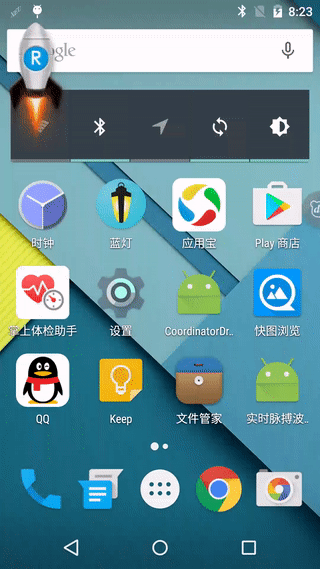 8:23
R
ogle
时钟
蓝灯
应用宝
Play 商店
掌上体检助手
设置
CoordinatorDr..
快图浏览
QQ
Keep
文件管家
实时脉搏波..